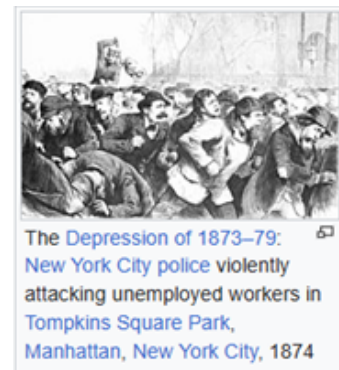 The Depression of 1873–79:
New York City police violently
attacking unemployed workers in
Tompkins Square Park,
Manhattan, New York City, 1874